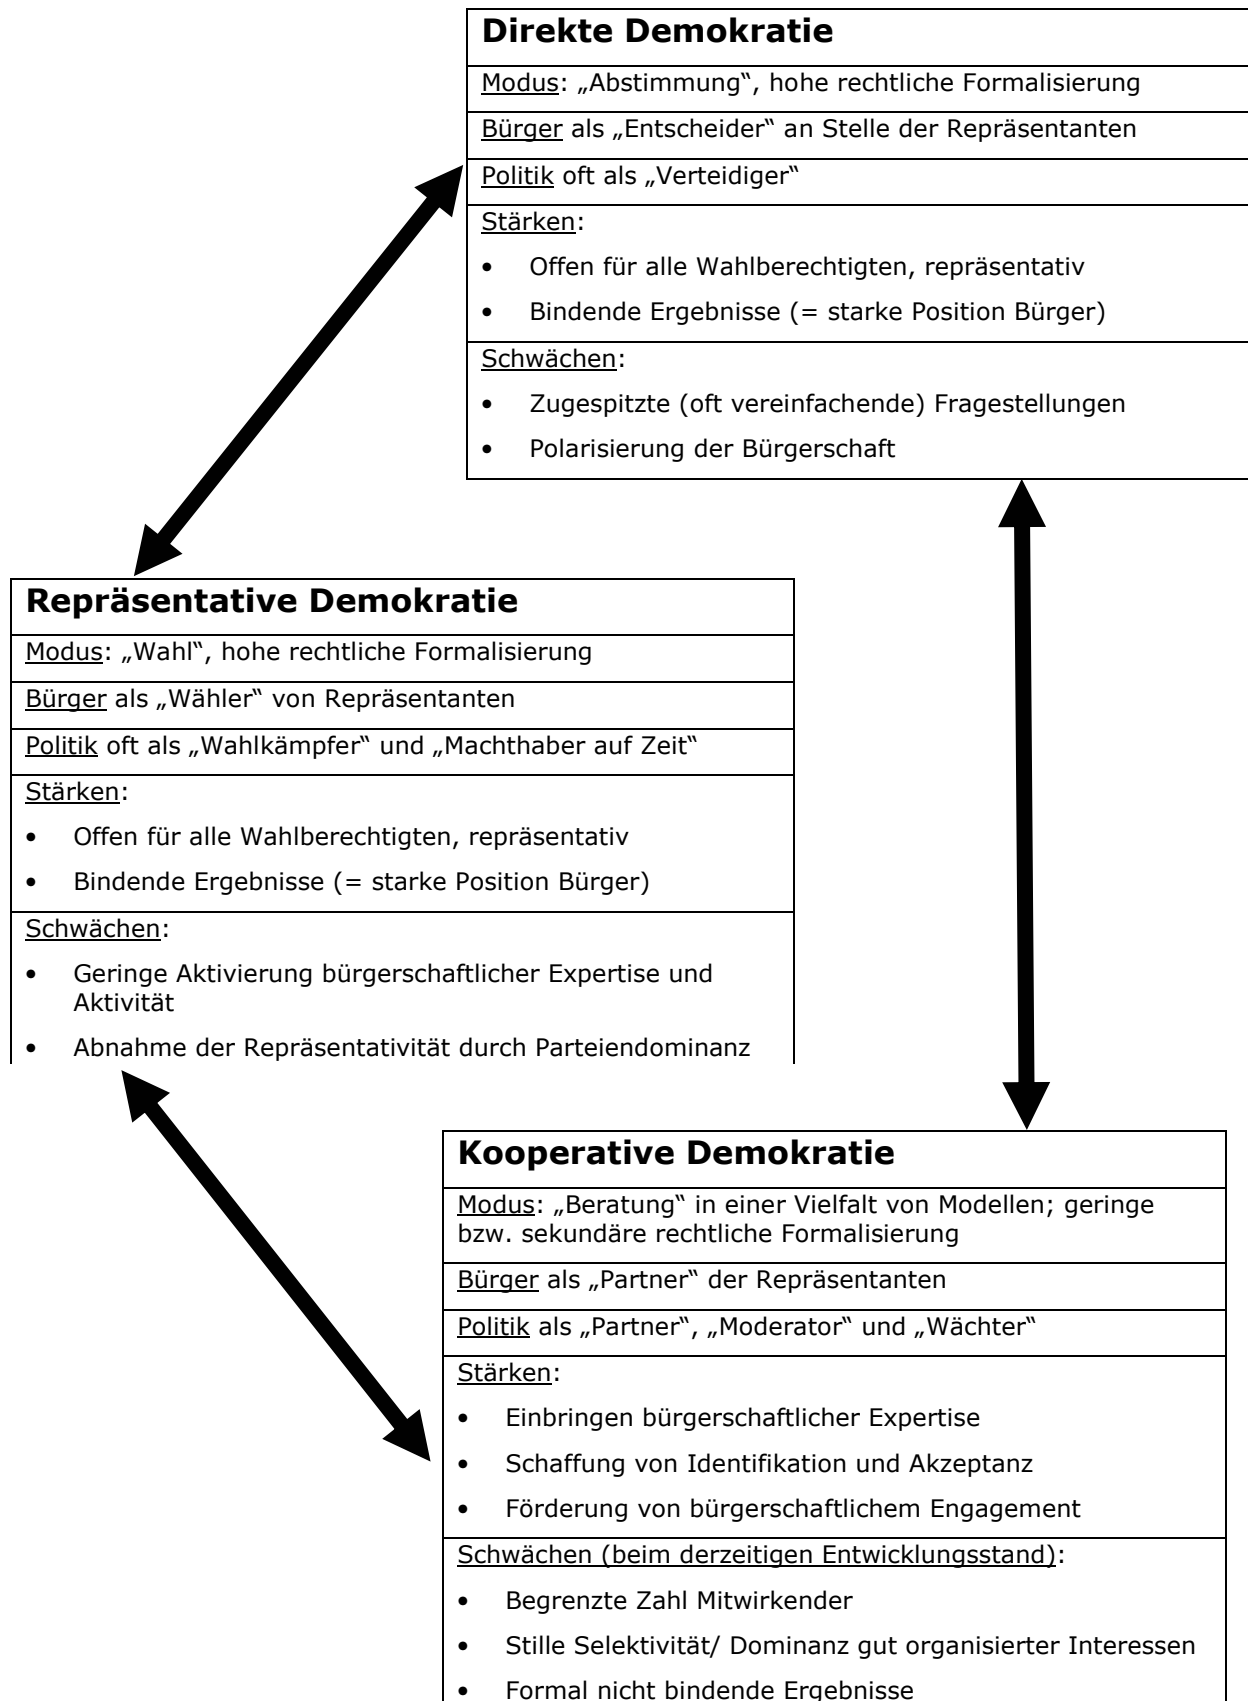 Direkte Demokratie
Modus: „Abstimmung“, hohe rechtliche Formalisierung
Bürger als „Entscheider“ an Stelle der Repräsentanten
Politik oft als „Verteidiger“
Stärken:
• Offen für alle Wahlberechtigten, repräsentativ
• Bindende Ergebnisse (= starke Position Bürger)
Schwächen:
• Zugespitzte (oft vereinfachende) Fragestellungen
• Polarisierung der Bürgerschaft
Repräsentative Demokratie
Modus: „Wahl“, hohe rechtliche Formalisierung
Bürger als „Wähler“ von Repräsentanten
Politik oft als „Wahlkämpfer“ und „Machthaber auf Zeit“
Stärken:
• Offen für alle Wahlberechtigten, repräsentativ
• Bindende Ergebnisse (= starke Position Bürger)
Schwächen:
• Geringe Aktivierung bürgerschaftlicher Expertise und
Aktivität
• Abnahme der Repräsentativität durch Parteiendominanz
Kooperative Demokratie
Modus: „Beratung“ in einer Vielfalt von Modellen; geringe
bzw. sekundäre rechtliche Formalisierung
Bürger als „Partner“ der Repräsentanten
Politik als „Partner“, „Moderator“ und „Wächter“
Stärken:
• Einbringen bürgerschaftlicher Expertise
• Schaffung von Identifikation und Akzeptanz
• Förderung von bürgerschaftlichem Engagement
Schwächen (beim derzeitigen Entwicklungsstand):
• Begrenzte Zahl Mitwirkender
• Stille Selektivität/ Dominanz gut organisierter Interessen
• Formal nicht bindende Ergebnisse